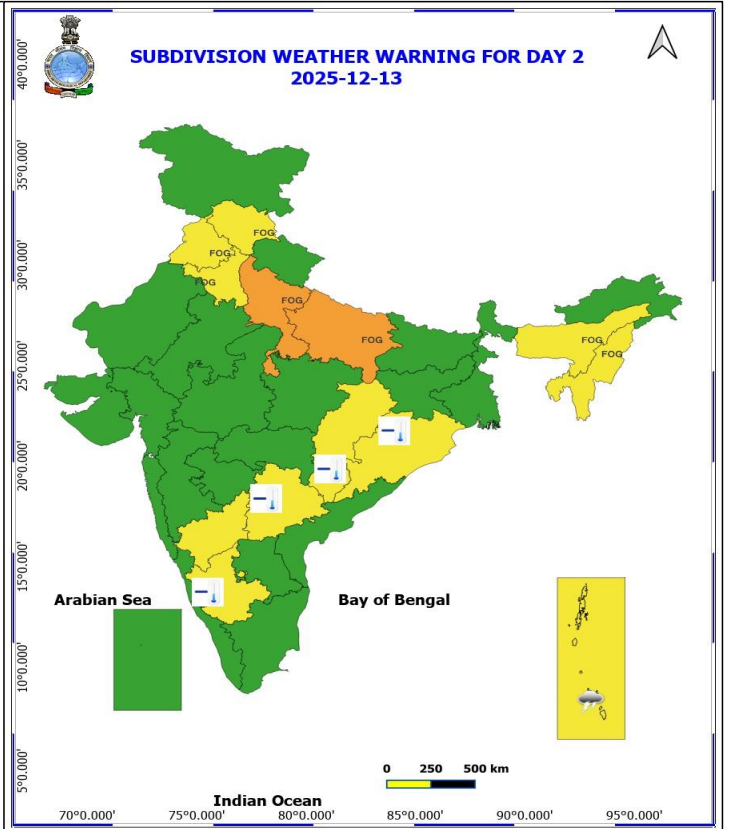 SUBDIVISION WEATHER WARNING FOR DAY 2
2025-12-13
40°0.000'
35°0.000'
30°0.000'
25°0.000'
20°0.000'
15°0.000'
10°0.000'
5°0.000'
FOG
FOG
FOG
FOG
FOG
FOG
FOG
Arabian Sea
Bay of Bengal
0 250 500 km
Indian Ocean
70°0.000' 75°0.000' 80°0.000' 85°0.000' 90°0.000' 95°0.000'